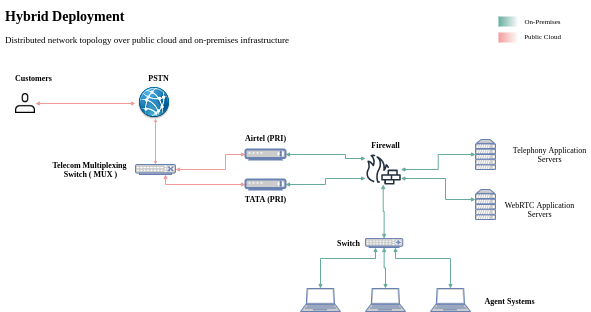 Hybrid Deployment
Distributed network topology over public cloud and on-premises infrastructure
On-Premises
Public Cloud
Customers
PSTN
Telecom Multiplexing
Switch ( MUX )
Airtel (PRI)
TATA (PRI)
Firewall
Telephony Application
Servers
WebRTC Application
Servers
Switch
Agent Systems